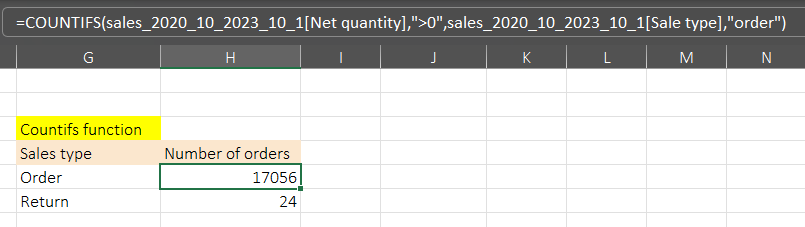 =COUNTIFS(sales_2020_10_2023_10_1[Net quantity],">0",sales_2020_10_2023_10_1[Sale type],"order")
G H I J K L M N
Countifs function
Sales type Number of orders
Order 17056
Return 24